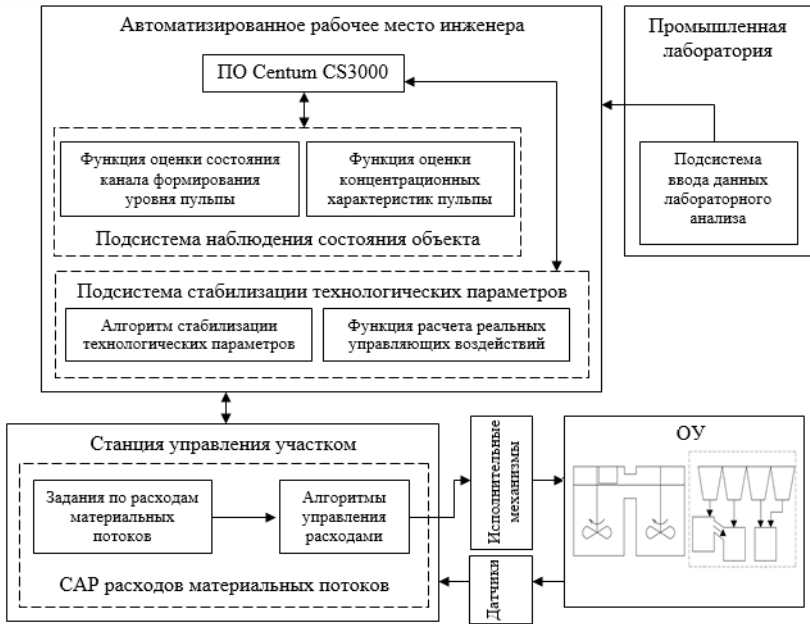 Автоматизированное рабочее место инженера
ПО Centum CS3000
Функция оценки состояния
канала формирования
уровня пульпы
Функция оценки
концентрационных
характеристик пульпы
Подсистема наблюдения состояния объекта
Подсистема стабилизации технологических параметров
Алгоритм стабилизации
технологических параметров
Функция расчета реальных
управляющих воздействий
Промышленная
лаборатория
Подсистема
ввода данных
лабораторного
анализа
Станция управления участком
Задания по расходам
материальных
потоков
Алгоритмы
управления
расходами
САР расходов материальных потоков
Исполнительные
механизмы
Датчики
ОУ